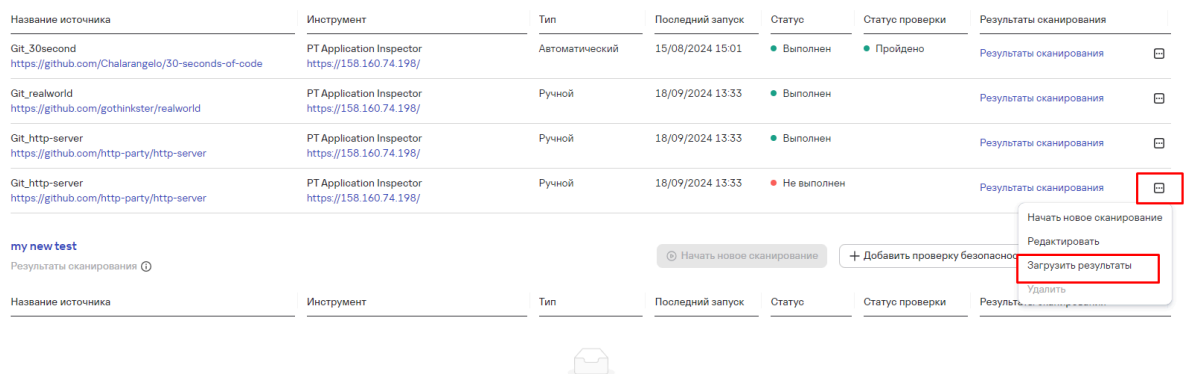 Название источника Инструмент Тип Последний запуск Статус Статус проверки Результаты сканирования
Git_30second PT Application Inspector Автоматический 15/08/2024 15:01 Выполнен Пройдено Результаты сканирования
https://github.com/Chalarangelo/30-seconds-of-code https://158.160.74.198/
Git_realworld PT Application Inspector Ручной 18/09/2024 13:33 Выполнен Результаты сканирования
https://github.com/gothinkster/realworld https://158.160.74.198/
Git_http-server PT Application Inspector Ручной 18/09/2024 13:33 Выполнен Результаты сканирования
https://github.com/http-party/http-server https://158.160.74.198/
Git_http-server PT Application Inspector Ручной 18/09/2024 13:33 Не выполнен Результаты сканирования
https://github.com/http-party/http-server https://158.160.74.198/
Начать новое сканирование
Редактировать
Загрузить результаты
Удалить
my new test
Результаты сканирования
Начать новое сканирование + Добавить проверку
Название источника Инструмент Тип Последний запуск Статус Статус проверки